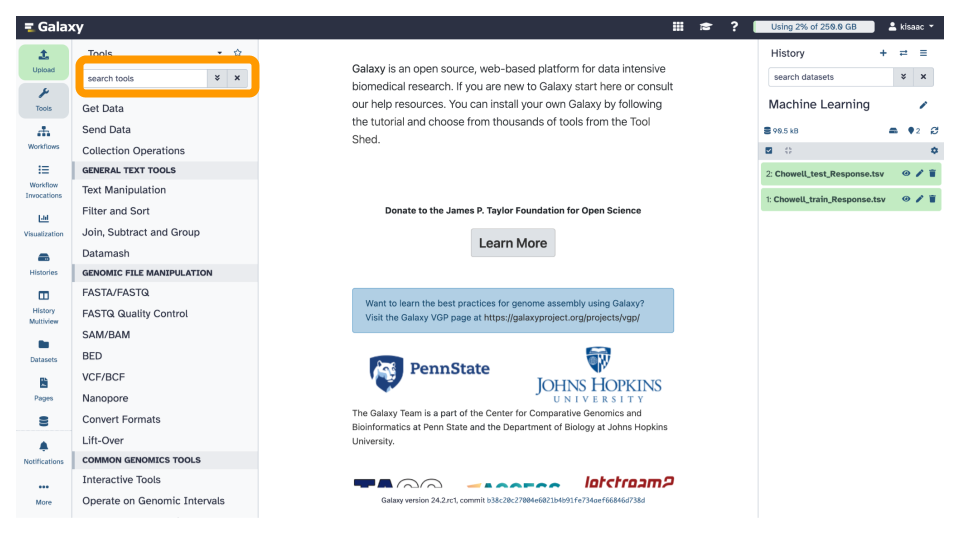 Galaxy
?
Using 2% of 250.0 GB
kisaac
Upload
Tools
Workflows
Workflow
Invocations
Visualization
Histories
History
Multiview
Datasets
Pages
Notifications
More
Tools
search tools
Get Data
Send Data
Collection Operations
GENERAL TEXT TOOLS
Text Manipulation
Filter and Sort
Join, Subtract and Group
Datamash
GENOMIC FILE MANIPULATION
FASTA/FASTQ
FASTQ Quality Control
SAM/BAM
BED
VCF/BCF
Nanopore
Convert Formats
Lift-Over
COMMON GENOMICS TOOLS
Interactive Tools
Operate on Genomic Intervals
Galaxy is an open source, web-based platform for data intensive
biomedical research. If you are new to Galaxy start here or consult
our help resources. You can install your own Galaxy by following
the tutorial and choose from thousands of tools from the Tool
Shed.
Donate to the James P. Taylor Foundation for Open Science
Learn More
Want to learn the best practices for genome assembly using Galaxy?
Visit the Galaxy VGP page at https://galaxyproject.org/projects/vgp/
PennState
JOHNS HOPKINS
UNIVERSITY
The Galaxy Team is a part of the Center for Comparative Genomics and
Bioinformatics at Penn State and the Department of Biology at Johns Hopkins
University.
Galaxy version 24.2.rc1, commit b38c20c27004e6021b4b91fe734aef66846d738d
History
search datasets
Machine Learning
90.5 kB
2
2: Chowell_test_Response.tsv
1: Chowell_train_Response.tsv